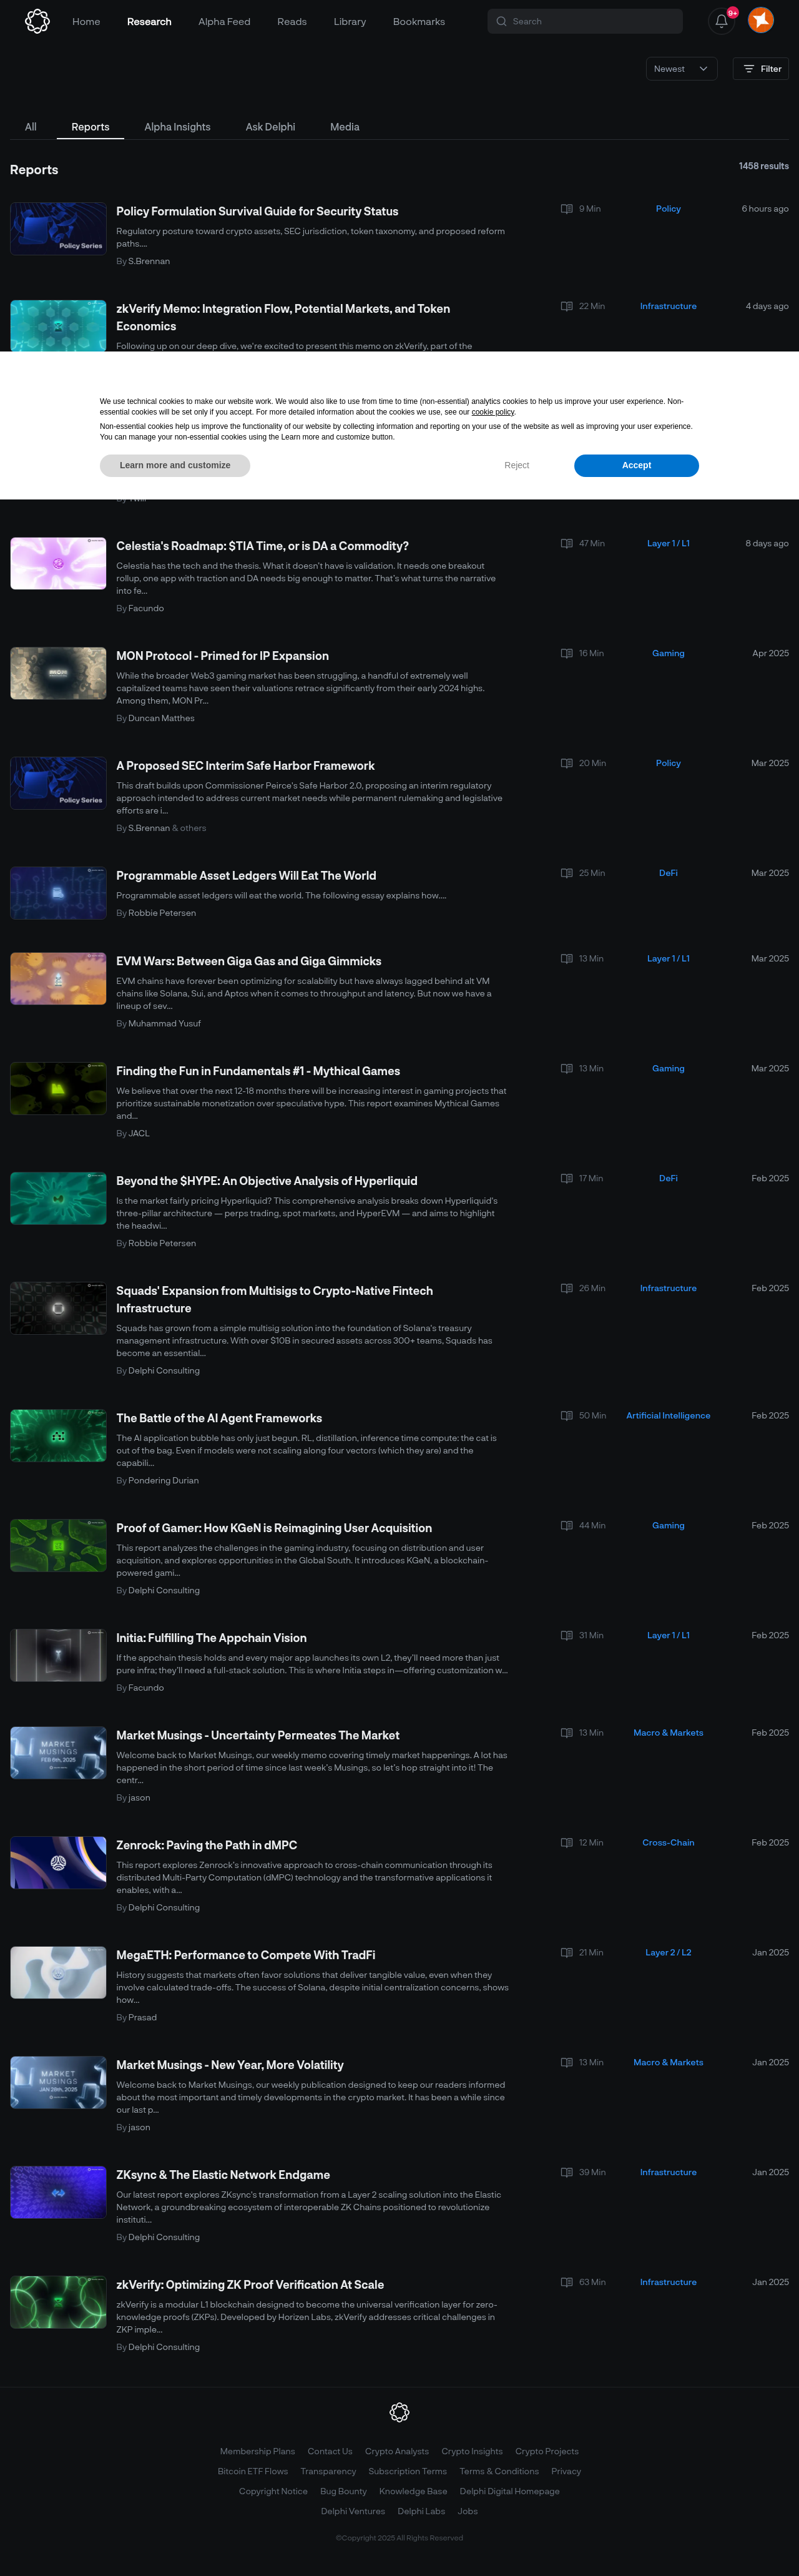 Home
Research
Alpha Feed
Reads
Library
Bookmarks
Search
9+
Newest
Filter
All
Reports
Alpha Insights
Ask Delphi
Media
Reports
1458 results
Policy Series
Policy Formulation Survival Guide for Security Status
Regulatory posture toward crypto assets, SEC jurisdiction, token taxonomy, and proposed reform
paths....
By S.Brennan
9 Min
Policy
6 hours ago
zkVerify Memo: Integration Flow, Potential Markets, and Token
Economics
Following up on our deep dive, we're excited to present this memo on zkVerify, part of the
22 Min
Infrastructure
4 days ago
We use technical cookies to make our website work. We would also like to use from time to time (non-essential) analytics cookies to help us improve your user experience. Non-
essential cookies will be set only if you accept. For more detailed information about the cookies we use, see our cookie policy.
Non-essential cookies help us improve the functionality of our website by collecting information and reporting on your use of the website as well as improving your user experience.
You can manage your non-essential cookies using the Learn more and customize button.
Learn more and customize
Reject
Accept
Celestia's Roadmap: $TIA Time, or is DA a Commodity?
Celestia has the tech and the thesis. What it doesn't have is validation. It needs one breakout
rollup, one app with traction and DA needs big enough to matter. That's what turns the narrative
into fe...
By Facundo
47 Min
Layer 1 / L1
8 days ago
MON Protocol - Primed for IP Expansion
While the broader Web3 gaming market has been struggling, a handful of extremely well
capitalized teams have seen their valuations retrace significantly from their early 2024 highs.
Among them, MON Pr...
By Duncan Matthes
16 Min
Gaming
Apr 2025
Policy Series
A Proposed SEC Interim Safe Harbor Framework
This draft builds upon Commissioner Peirce's Safe Harbor 2.0, proposing an interim regulatory
approach intended to address current market needs while permanent rulemaking and legislative
efforts are i...
By S.Brennan & others
20 Min
Policy
Mar 2025
Programmable Asset Ledgers Will Eat The World
Programmable asset ledgers will eat the world. The following essay explains how....
By Robbie Petersen
25 Min
DeFi
Mar 2025
EVM Wars: Between Giga Gas and Giga Gimmicks
EVM chains have forever been optimizing for scalability but have always lagged behind alt VM
chains like Solana, Sui, and Aptos when it comes to throughput and latency. But now we have a
lineup of sev...
By Muhammad Yusuf
13 Min
Layer 1 / L1
Mar 2025
Finding the Fun in Fundamentals #1 - Mythical Games
We believe that over the next 12-18 months there will be increasing interest in gaming projects that
prioritize sustainable monetization over speculative hype. This report examines Mythical Games
and...
By JACL
13 Min
Gaming
Mar 2025
Beyond the $HYPE: An Objective Analysis of Hyperliquid
Is the market fairly pricing Hyperliquid? This comprehensive analysis breaks down Hyperliquid's
three-pillar architecture — perps trading, spot markets, and HyperEVM — and aims to highlight
the headwi...
By Robbie Petersen
17 Min
DeFi
Feb 2025
Squads' Expansion from Multisigs to Crypto-Native Fintech
Infrastructure
Squads has grown from a simple multisig solution into the foundation of Solana's treasury
management infrastructure. With over $10B in secured assets across 300+ teams, Squads has
become an essential...
By Delphi Consulting
26 Min
Infrastructure
Feb 2025
The Battle of the AI Agent Frameworks
The AI application bubble has only just begun. RL, distillation, inference time compute; the cat is
out of the bag. Even if models were not scaling along four vectors (which they are) and the
capabili...
By Pondering Durian
50 Min
Artificial Intelligence
Feb 2025
Proof of Gamer: How KGeN is Reimagining User Acquisition
This report analyzes the challenges in the gaming industry, focusing on distribution and user
acquisition, and explores opportunities in the Global South. It introduces KGeN, a blockchain-
powered gami...
By Delphi Consulting
44 Min
Gaming
Feb 2025
Initia: Fulfilling The Appchain Vision
If the appchain thesis holds and every major app launches its own L2, they'll need more than just
pure infra; they'll need a full-stack solution. This is where Initia steps in—offering customization w...
By Facundo
31 Min
Layer 1 / L1
Feb 2025
MARKET
MUSINGS
FEB 6th, 2025
Market Musings - Uncertainty Permeates The Market
Welcome back to Market Musings, our weekly memo covering timely market happenings. A lot has
happened in the short period of time since last week's Musings, so let's hop straight into it! The
centr...
By jason
13 Min
Macro & Markets
Feb 2025
Zenrock: Paving the Path in dMPC
This report explores Zenrock's innovative approach to cross-chain communication through its
distributed Multi-Party Computation (dMPC) technology and the transformative applications it
enables, with a...
By Delphi Consulting
12 Min
Cross-Chain
Feb 2025
MegaETH: Performance to Compete With TradFi
History suggests that markets often favor solutions that deliver tangible value, even when they
involve calculated trade-offs. The success of Solana, despite initial centralization concerns, shows
how...
By Prasad
21 Min
Layer 2 / L2
Jan 2025
MARKET
MUSINGS
Market Musings - New Year, More Volatility
Welcome back to Market Musings, our weekly publication designed to keep our readers informed
about the most important and timely developments in the crypto market. It has been a while since
our last p...
By jason
13 Min
Macro & Markets
Jan 2025
ZKsync & The Elastic Network Endgame
Our latest report explores ZKsync's transformation from a Layer 2 scaling solution into the Elastic
Network, a groundbreaking ecosystem of interoperable ZK Chains positioned to revolutionize
instituti...
By Delphi Consulting
39 Min
Infrastructure
Jan 2025
zkVerify: Optimizing ZK Proof Verification At Scale
zkVerify is a modular L1 blockchain designed to become the universal verification layer for zero-
knowledge proofs (ZKPs). Developed by Horizen Labs, zkVerify addresses critical challenges in
ZKP imple...
By Delphi Consulting
63 Min
Infrastructure
Jan 2025
Membership Plans
Contact Us
Crypto Analysts
Crypto Insights
Crypto Projects
Bitcoin ETF Flows
Transparency
Subscription Terms
Terms & Conditions
Privacy
Copyright Notice
Bug Bounty
Knowledge Base
Delphi Digital Homepage
Delphi Ventures
Delphi Labs
Jobs
©Copyright 2025 All Rights Reserved